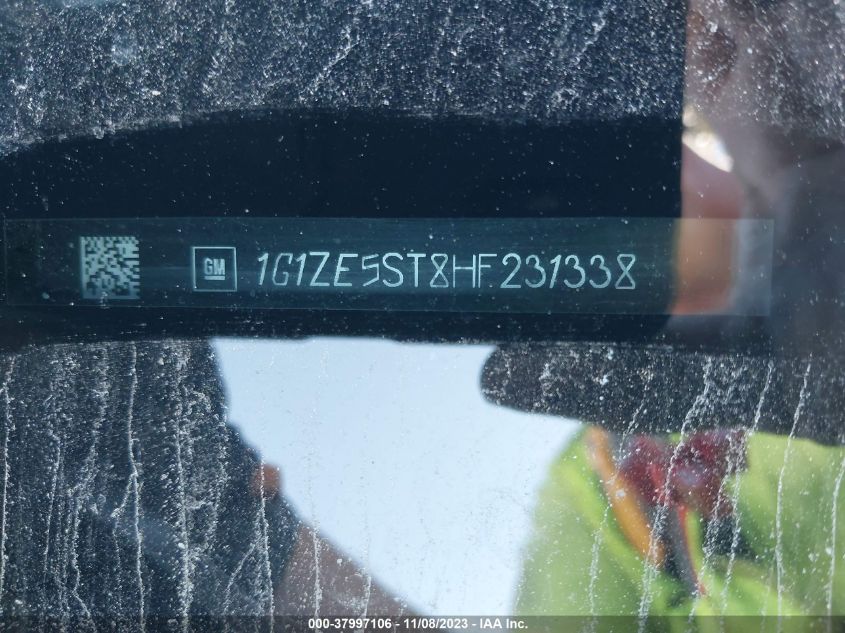 GM 1G1ZE5ST8HF231338
000-37997106 - 11/08/2023 - IAA Inc.